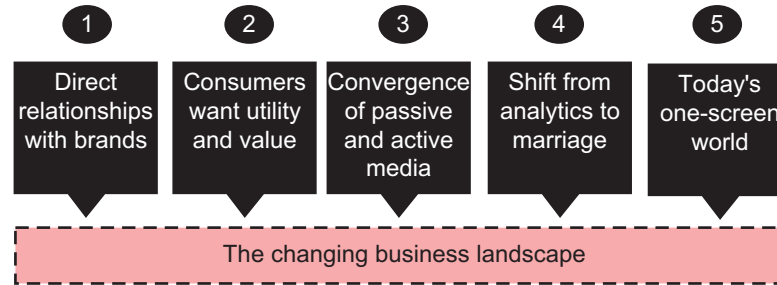 1
2
3
4
5
Direct
relationships
with brands
Consumers
want utility
and value
Convergence
of passive
and active
media
Shift from
analytics to
marriage
Today's
one-screen
world
The changing business landscape